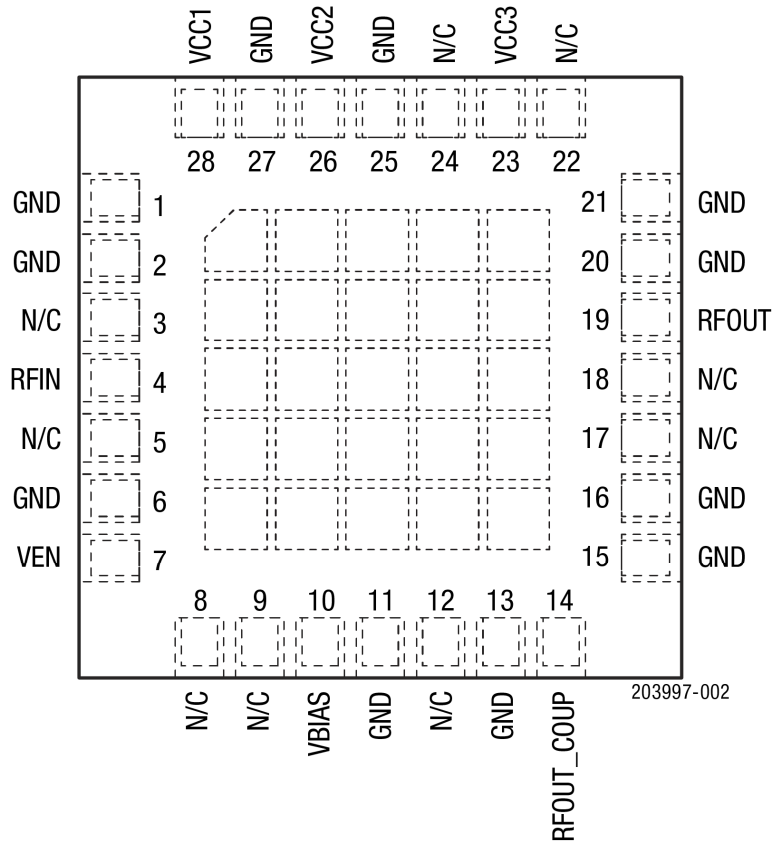 VCC1 GND VCC2 GND N/C VCC3 N/C
28 27 26 25 24 23 22
GND 1 21 GND
GND 2 20 GND
N/C 3 19 RFOUT
RFIN 4 18 N/C
N/C 5 17 N/C
GND 6 16 GND
VEN 7 15 GND
8 9 10 11 12 13 14
N/C N/C VBIAS GND N/C GND RFOUT_COUP
203997-002